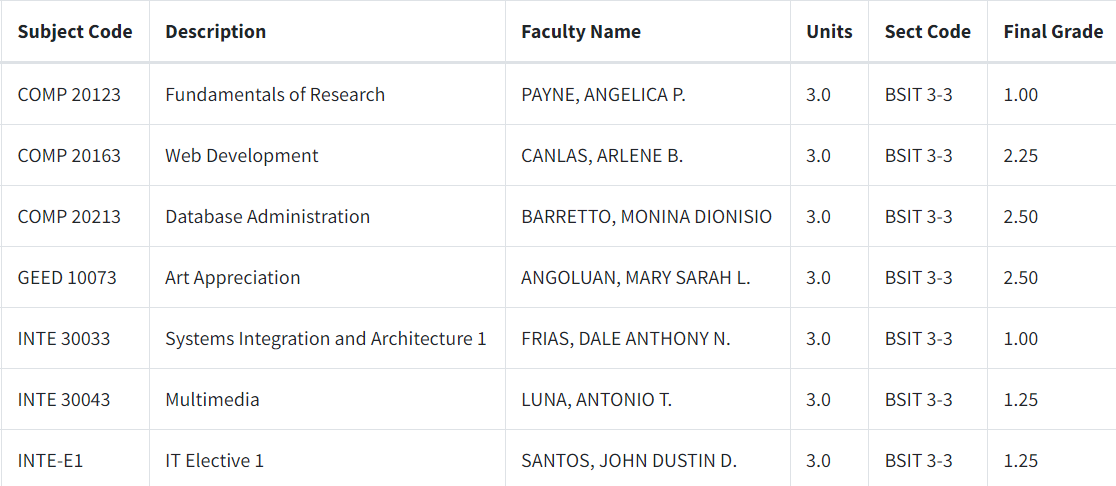 Subject Code Description Faculty Name Units Sect Code Final Grade
COMP 20123 Fundamentals of Research PAYNE, ANGELICA P. 3.0 BSIT 3-3 1.00
COMP 20163 Web Development CANLAS, ARLENE B. 3.0 BSIT 3-3 2.25
COMP 20213 Database Administration BARRETTO, MONINA DIONISIO 3.0 BSIT 3-3 2.50
GEED 10073 Art Appreciation ANGOLUAN, MARY SARAH L. 3.0 BSIT 3-3 2.50
INTE 30033 Systems Integration and Architecture 1 FRIAS, DALE ANTHONY N. 3.0 BSIT 3-3 1.00
INTE 30043 Multimedia LUNA, ANTONIO T. 3.0 BSIT 3-3 1.25
INTE-E1 IT Elective 1 SANTOS, JOHN DUSTIN D. 3.0 BSIT 3-3 1.25